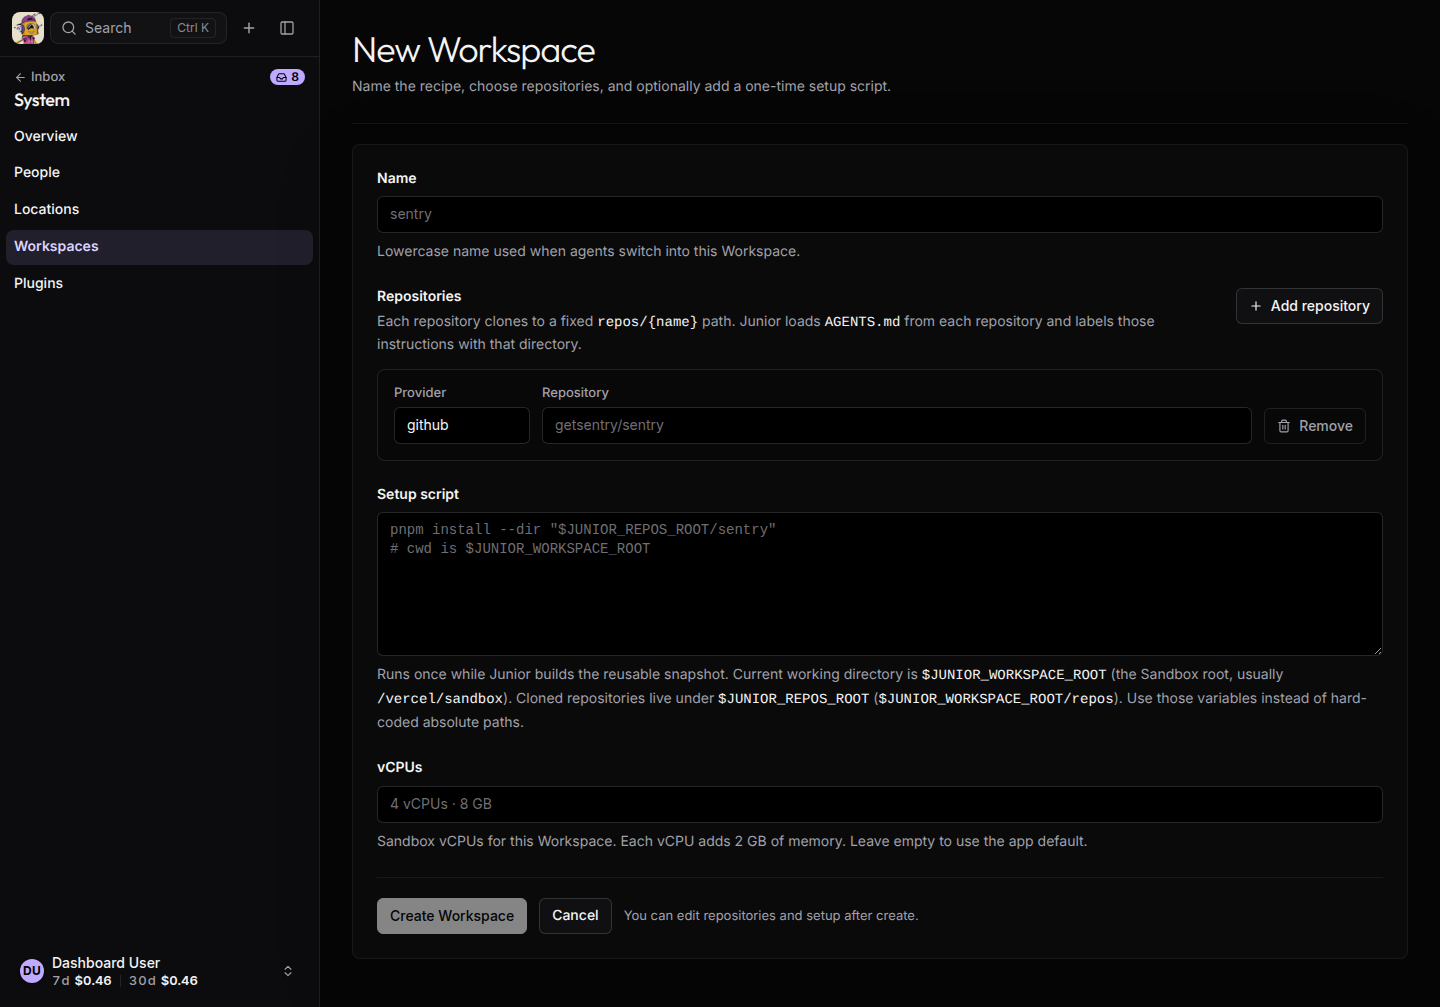 Search
Ctrl K
Inbox
8
System
Overview
People
Locations
Workspaces
Plugins
DU
Dashboard User
7d $0.46 30d $0.46
New Workspace
Name the recipe, choose repositories, and optionally add a one-time setup script.
Name
sentry
Lowercase name used when agents switch into this Workspace.
Repositories
Each repository clones to a fixed repos/{name} path. Junior loads AGENTS.md from each repository and labels those
instructions with that directory.
Add repository
Provider
Repository
github
getsentry/sentry
Remove
Setup script
pnpm install --dir "$JUNIOR_REPOS_ROOT/sentry"
# cwd is $JUNIOR_WORKSPACE_ROOT
Runs once while Junior builds the reusable snapshot. Current working directory is $JUNIOR_WORKSPACE_ROOT (the Sandbox root, usually
/vercel/sandbox). Cloned repositories live under $JUNIOR_REPOS_ROOT ($JUNIOR_WORKSPACE_ROOT/repos). Use those variables instead of hard-
coded absolute paths.
vCPUs
4 vCPUs · 8 GB
Sandbox vCPUs for this Workspace. Each vCPU adds 2 GB of memory. Leave empty to use the app default.
Create Workspace
Cancel
You can edit repositories and setup after create.